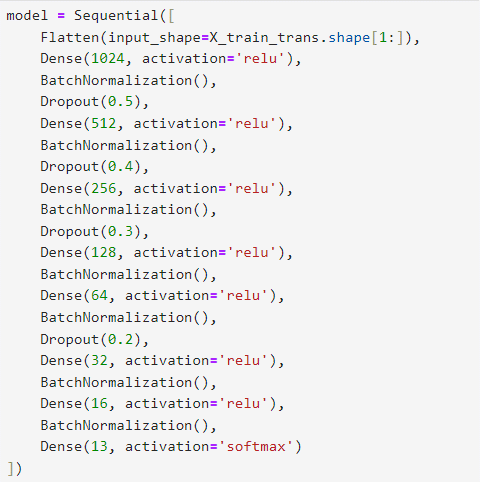 model = Sequential([
    Flatten(input_shape=X_train_trans.shape[1:]),
    Dense(1024, activation='relu'),
    BatchNormalization(),
    Dropout(0.5),
    Dense(512, activation='relu'),
    BatchNormalization(),
    Dropout(0.4),
    Dense(256, activation='relu'),
    BatchNormalization(),
    Dropout(0.3),
    Dense(128, activation='relu'),
    BatchNormalization(),
    Dense(64, activation='relu'),
    BatchNormalization(),
    Dropout(0.2),
    Dense(32, activation='relu'),
    BatchNormalization(),
    Dense(16, activation='relu'),
    BatchNormalization(),
    Dense(13, activation='softmax')
])